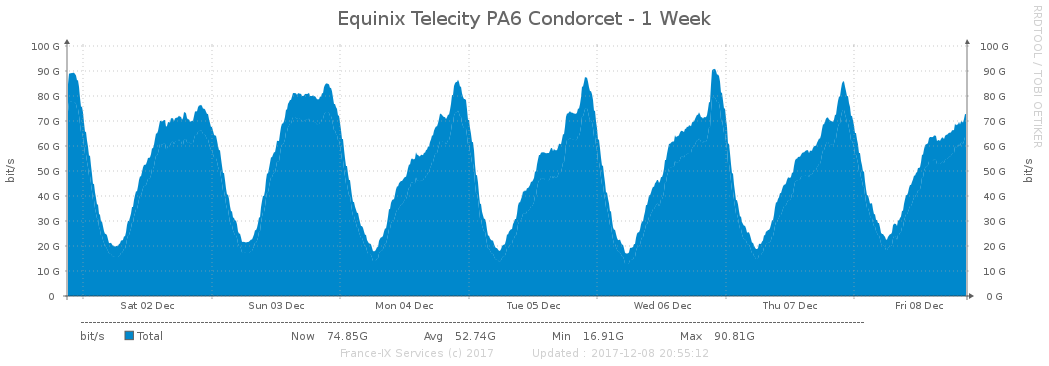 Equinix Telecity PA6 Condorcet - 1 Week
RRDTOOL / TOBI OETIKER
bit/s
100 G 100 G
90 G 90 G
80 G 80 G
70 G 70 G
60 G 60 G
50 G 50 G
40 G 40 G
30 G 30 G
20 G 20 G
10 G 10 G
0 0 G
bit/s
Sat 02 Dec Sun 03 Dec Mon 04 Dec Tue 05 Dec Wed 06 Dec Thu 07 Dec Fri 08 Dec
bit/s Total Now 74.85G Avg 52.74G Min 16.91G Max 90.81G
France-IX Services (c) 2017 Updated : 2017-12-08 20:55:12